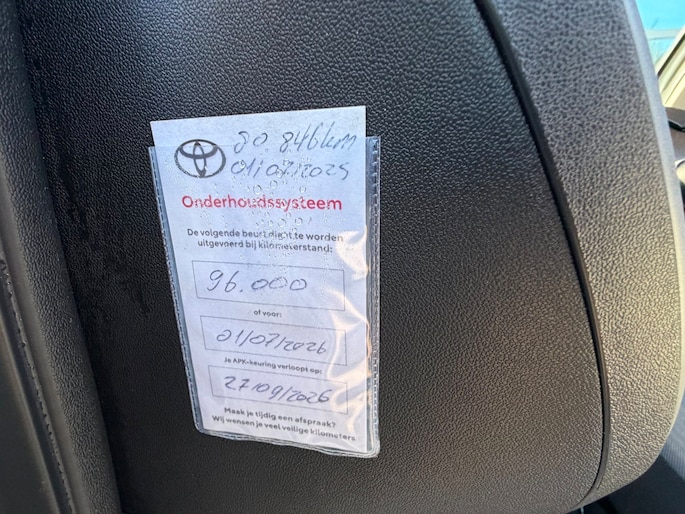 80.846km
01/07/2025
Onderhoudssysteem
De volgende beurt dient te worden
uitgevoerd bij kilometerstand:
96.000
of voor:
01/07/2026
Je APK-keuring verloopt op:
27/09/2026
Maak je tijdig een afspraak?
Wij wensen je veel veilige kilometers